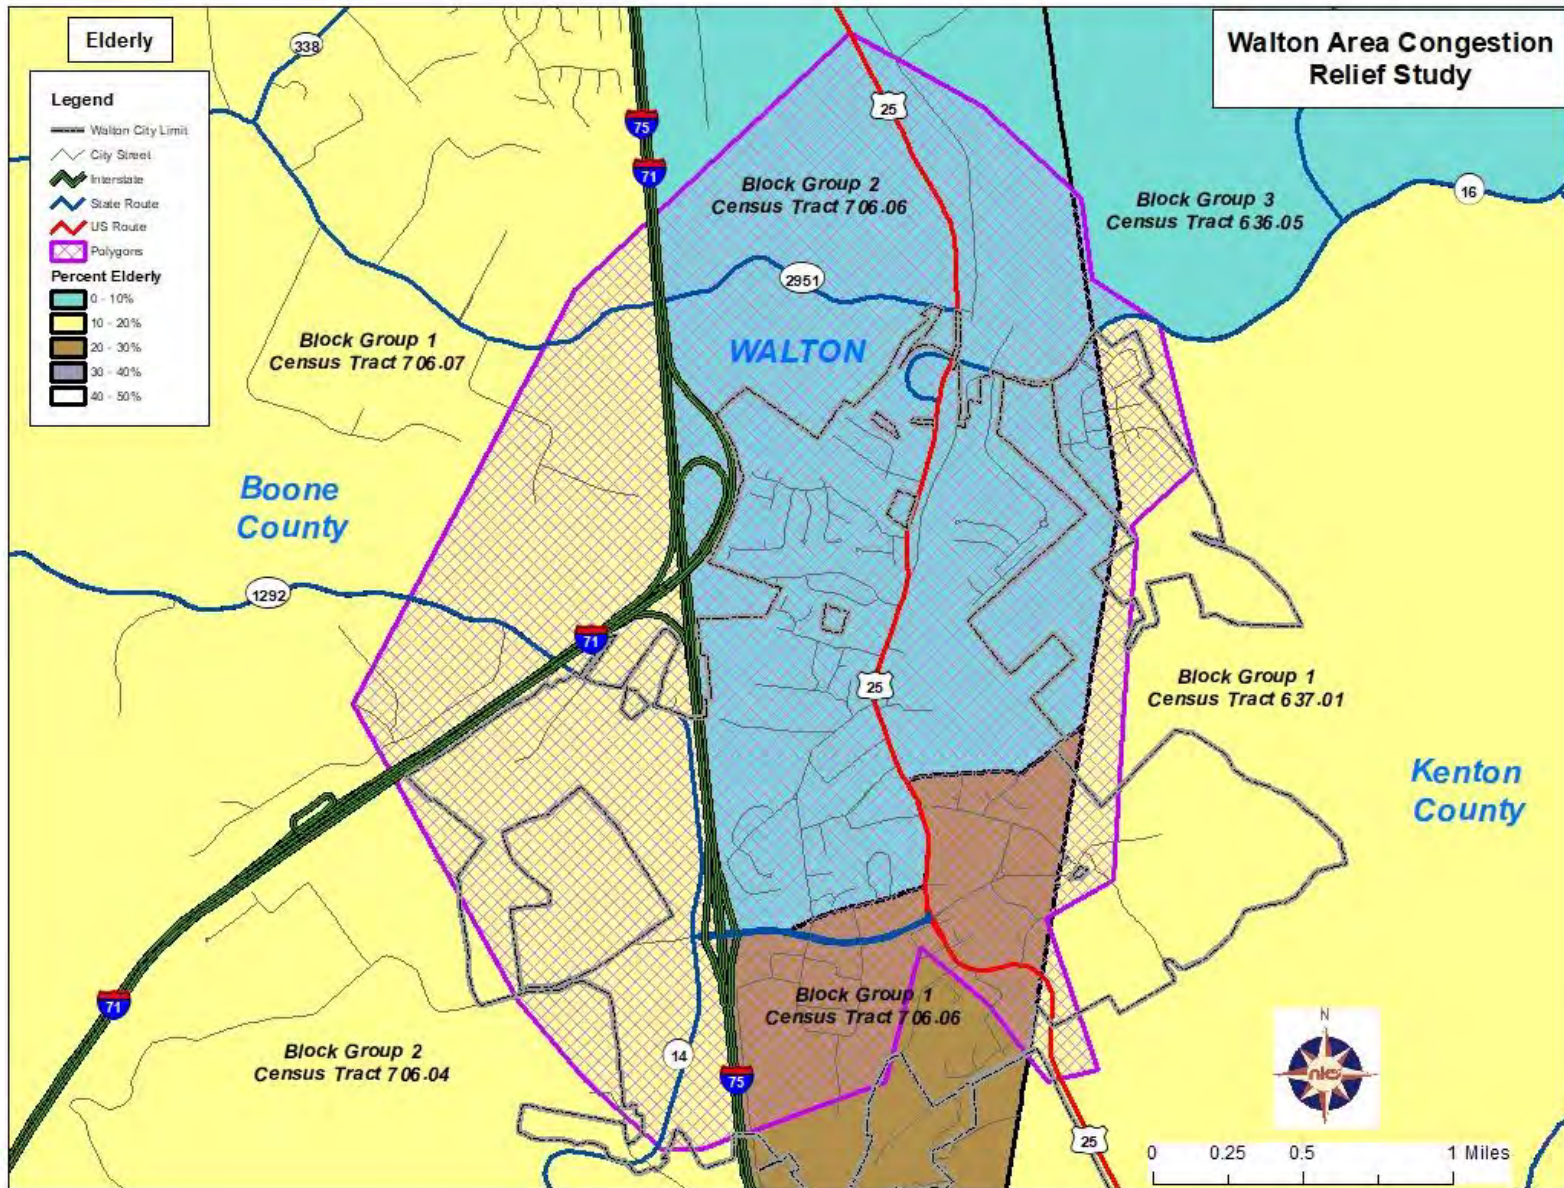 Elderly
Walton Area Congestion
Relief Study
Legend
Walton City Limit
City Street
Interstate
State Route
US Route
Polygons
Percent Elderly
0 - 10%
10 - 20%
20 - 30%
30 - 40%
40 - 50%
338
75
71
25
16
Block Group 2
Census Tract 706.06
Block Group 3
Census Tract 636.05
2951
Block Group 1
Census Tract 706.07
WALTON
Boone
County
1292
71
25
Block Group 1
Census Tract 637.01
Kenton
County
71
Block Group 1
Census Tract 706.06
Block Group 2
Census Tract 706.04
14
75
25
N
nks
0 0.25 0.5 1 Miles